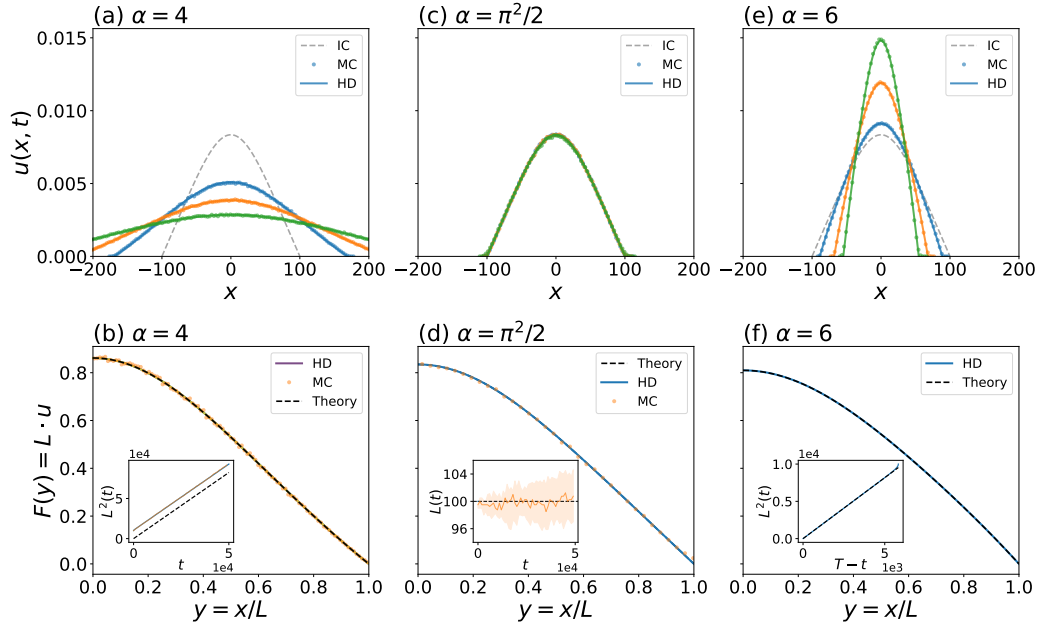 (a) α = 4
(c) α = π²/2
(e) α = 6
0.015
0.010
0.005
0.000
u(x, t)
IC
MC
HD
IC
MC
HD
IC
MC
HD
−200 −100 0 100 200
−200 −100 0 100 200
−200 −100 0 100 200
x
x
x
(b) α = 4
(d) α = π²/2
(f) α = 6
0.8
0.6
0.4
0.2
0.0
F(y) = L · u
HD
MC
Theory
Theory
HD
MC
HD
Theory
1e4
5
0
L²(t)
0 5
t 1e4
104
100
96
L(t)
0 5
t 1e4
1e4
1.0
0.5
0.0
L²(t)
0 5
T − t 1e3
0.0 0.2 0.4 0.6 0.8 1.0
0.0 0.2 0.4 0.6 0.8 1.0
0.0 0.2 0.4 0.6 0.8 1.0
y = x/L
y = x/L
y = x/L